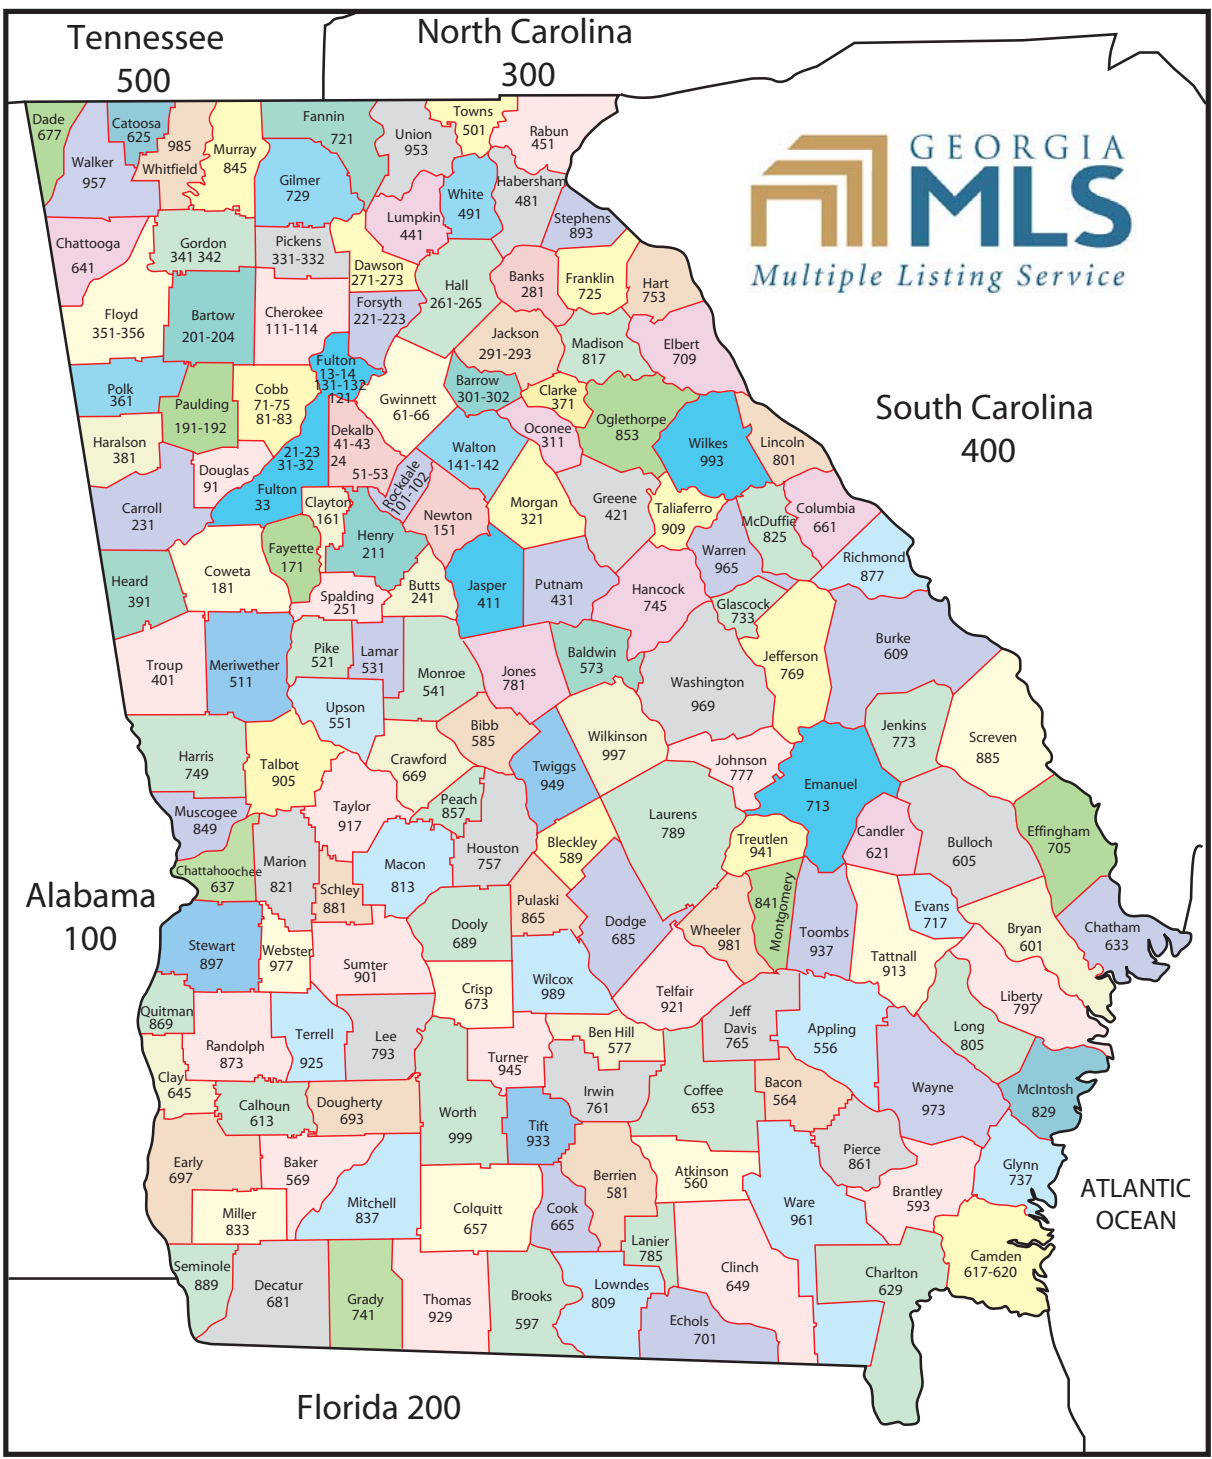 Tennessee
500
North Carolina
300
GEORGIA
MLS
Multiple Listing Service
South Carolina
400
Alabama
100
ATLANTIC
OCEAN
Florida 200
Dade
677
Catoosa
625
985
Whitfield
Walker
957
Murray
845
Fannin
721
Gilmer
729
Union
953
Towns
501
Rabun
451
White
491
Habersham
481
Stephens
893
Lumpkin
441
Chattooga
641
Gordon
341 342
Pickens
331-332
Dawson
271-273
Hall
261-265
Banks
281
Franklin
725
Hart
753
Floyd
351-356
Bartow
201-204
Cherokee
111-114
Forsyth
221-223
Jackson
291-293
Madison
817
Elbert
709
Polk
361
Paulding
191-192
Cobb
71-75
81-83
Fulton
13-14
131-132
121
Gwinnett
61-66
Barrow
301-302
Clarke
371
Oconee
311
Oglethorpe
853
Wilkes
993
Lincoln
801
Haralson
381
Douglas
91
21-23
31-32
Fulton
33
Dekalb
41-43
24
51-53
Rockdale
101-102
Walton
141-142
Carroll
231
Clayton
161
Henry
211
Newton
151
Morgan
321
Greene
421
Taliaferro
909
McDuffie
825
Columbia
661
Richmond
877
Warren
965
Heard
391
Coweta
181
Fayette
171
Spalding
251
Butts
241
Jasper
411
Putnam
431
Hancock
745
Glascock
733
Jefferson
769
Burke
609
Troup
401
Meriwether
511
Pike
521
Lamar
531
Monroe
541
Jones
781
Baldwin
573
Washington
969
Jenkins
773
Screven
885
Upson
551
Bibb
585
Harris
749
Talbot
905
Crawford
669
Twiggs
949
Wilkinson
997
Johnson
777
Emanuel
713
Muscogee
849
Taylor
917
Peach
857
Houston
757
Bleckley
589
Laurens
789
Treutlen
941
Candler
621
Bulloch
605
Effingham
705
Chattahoochee
637
Marion
821
Schley
881
Macon
813
Pulaski
865
Dodge
685
Wheeler
981
841
Montgomery
Toombs
937
Evans
717
Tattnall
913
Bryan
601
Chatham
633
Stewart
897
Webster
977
Sumter
901
Dooly
689
Crisp
673
Wilcox
989
Telfair
921
Liberty
797
Quitman
869
Randolph
873
Terrell
925
Lee
793
Turner
945
Ben Hill
577
Jeff
Davis
765
Appling
556
Long
805
Clay
645
Calhoun
613
Dougherty
693
Worth
999
Tift
933
Irwin
761
Coffee
653
Bacon
564
Wayne
973
McIntosh
829
Early
697
Baker
569
Mitchell
837
Miller
833
Colquitt
657
Cook
665
Berrien
581
Atkinson
560
Ware
961
Pierce
861
Brantley
593
Glynn
737
Seminole
889
Decatur
681
Grady
741
Thomas
929
Brooks
597
Lowndes
809
Lanier
785
Echols
701
Clinch
649
Charlton
629
Camden
617-620